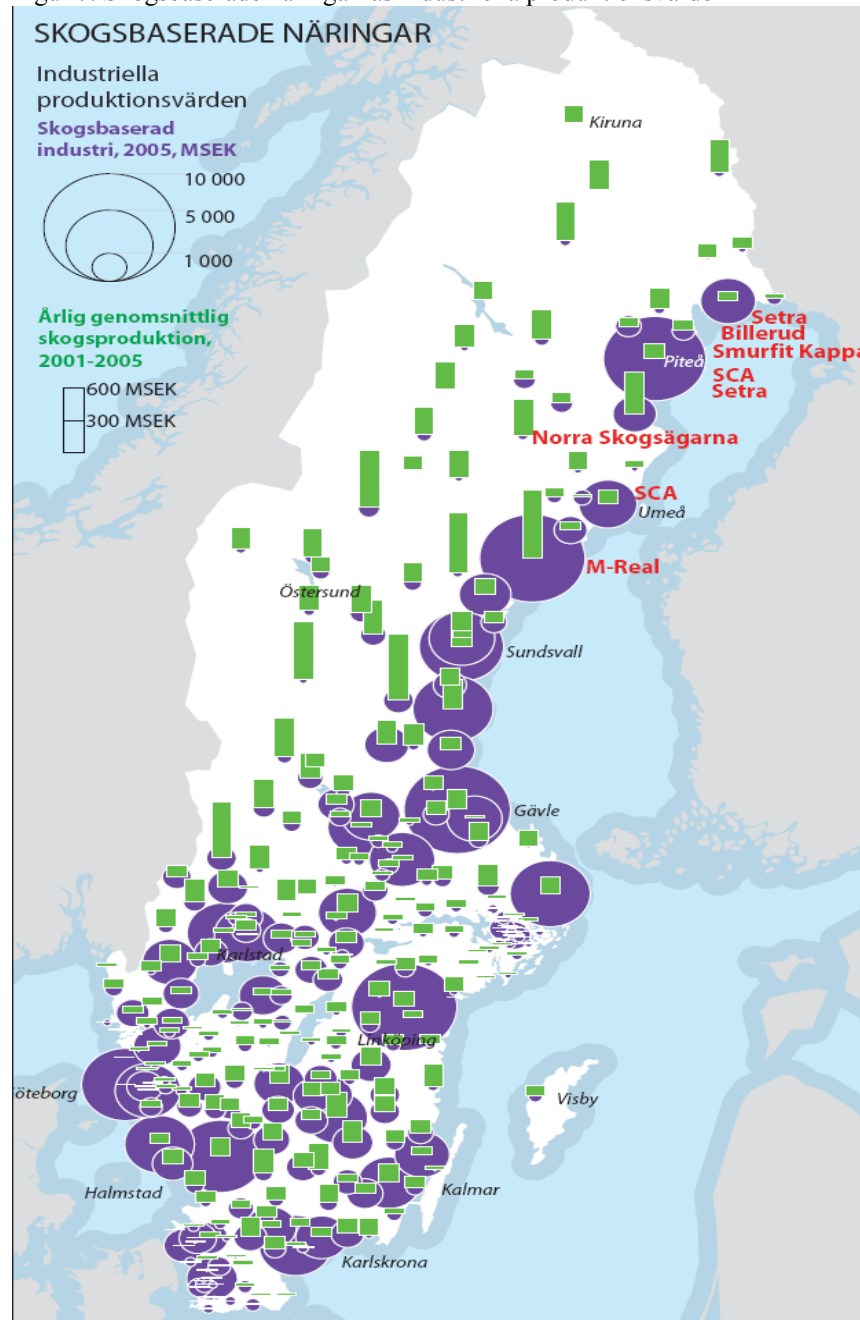 SKOGSBASERADE NÄRINGAR
Industriella
produktionsvärden
Skogsbaserad
industri, 2005, MSEK
10 000
5 000
1 000
Årlig genomsnittlig
skogsproduktion,
2001-2005
600 MSEK
300 MSEK
Kiruna
Setra
Billerud
Smurfit Kappa
Piteå
SCA
Setra
Norra Skogsägarna
SCA
Umeå
M-Real
Östersund
Sundsvall
Gävle
Karlstad
Linköping
öteborg
Visby
Halmstad
Kalmar
Karlskrona